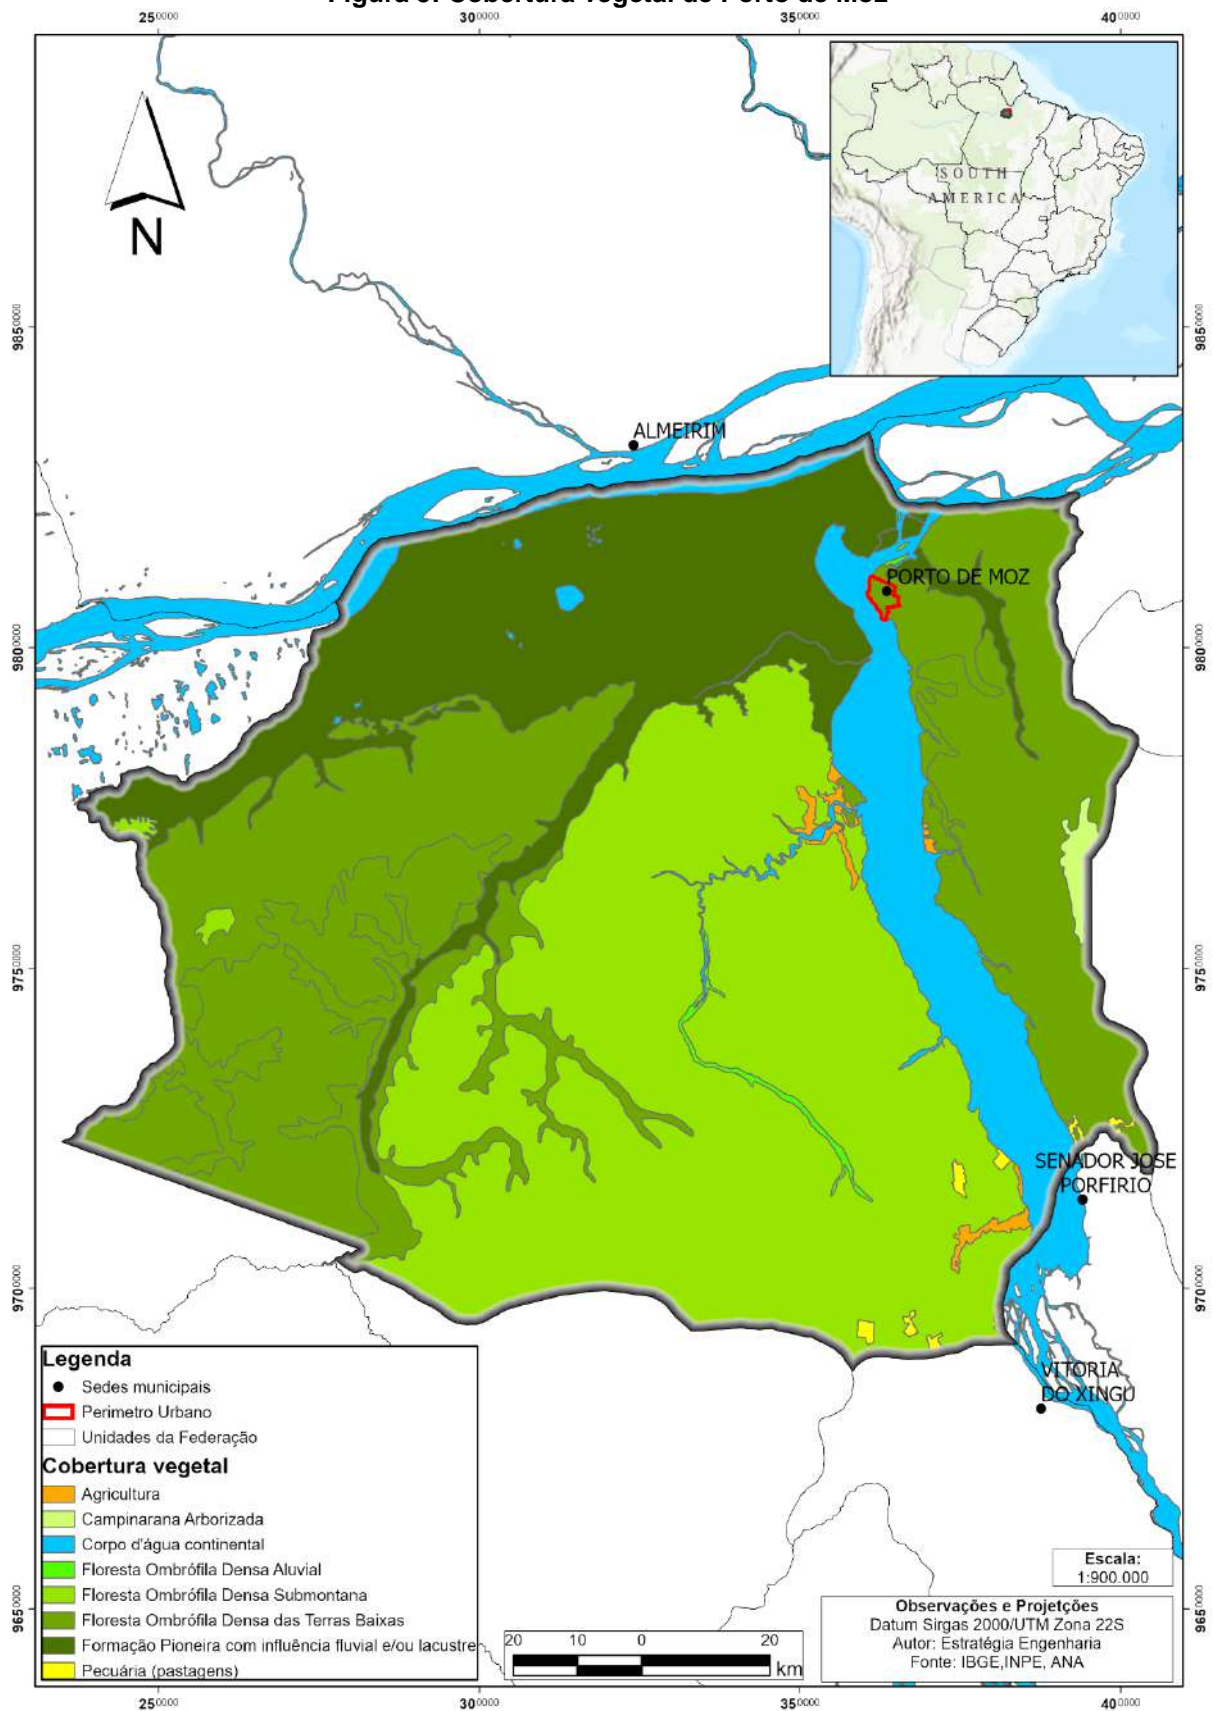 Figura 3. Cobertura vegetal de Porto de Moz
250000 300000 350000 400000
N
SOUTH
AMERICA
9850000 9850000
ALMEIRIM
PORTO DE MOZ
9800000 9800000
9750000 9750000
SENADOR JOSE
PORFIRIO
9700000 9700000
VITORIA
DO XINGU
Legenda
Sedes municipais
Perimetro Urbano
Unidades da Federação
Cobertura vegetal
Agricultura
Campinarana Arborizada
Corpo d'água continental
Floresta Ombrófila Densa Aluvial
Floresta Ombrófila Densa Submontana
Floresta Ombrófila Densa das Terras Baixas
Formação Pioneira com influência fluvial e/ou lacustre
Pecuária (pastagens)
Escala:
1:900.000
9650000 9650000
Observações e Projetções
Datum Sirgas 2000/UTM Zona 22S
Autor: Estratégia Engenharia
Fonte: IBGE,INPE, ANA
20 10 0 20
km
250000 300000 350000 400000